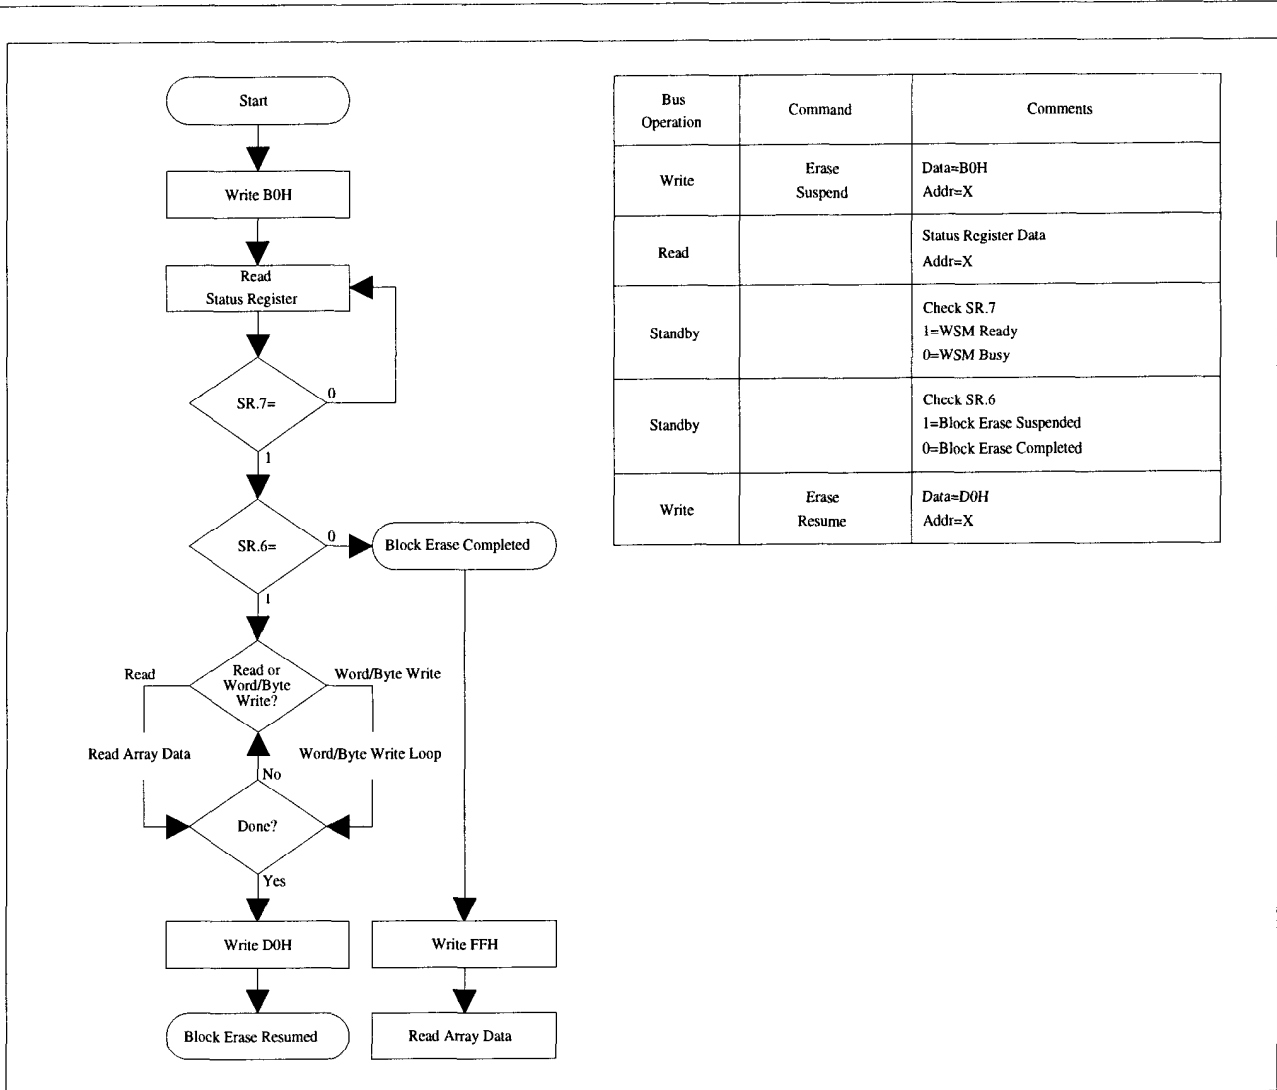 Start
Write B0H
Read
Status Register
SR.7=
0
1
SR.6=
0
Block Erase Completed
1
Read
Read or
Word/Byte
Write?
Word/Byte Write
Read Array Data
Word/Byte Write Loop
No
Done?
Yes
Write D0H
Write FFH
Block Erase Resumed
Read Array Data
Bus
Operation
Command
Comments
Write
Erase
Suspend
Data=B0H
Addr=X
Read
Status Register Data
Addr=X
Standby
Check SR.7
1=WSM Ready
0=WSM Busy
Standby
Check SR.6
1=Block Erase Suspended
0=Block Erase Completed
Write
Erase
Resume
Data=D0H
Addr=X